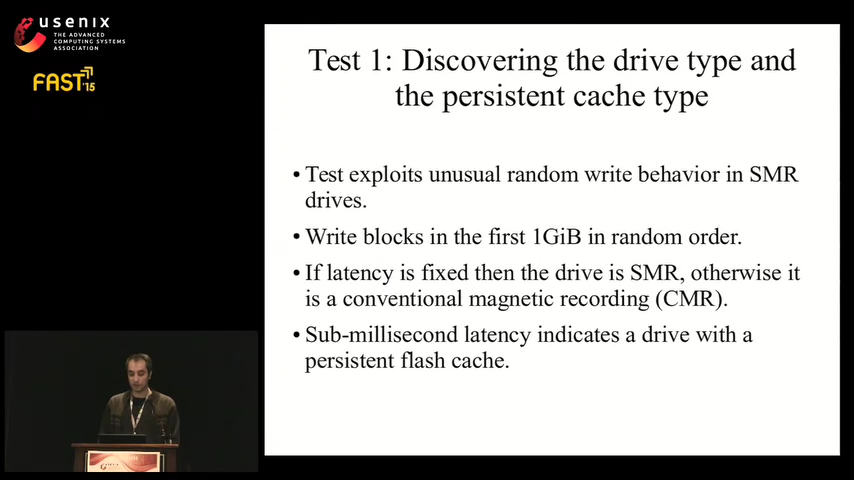 usenix
THE ADVANCED
COMPUTING SYSTEMS
ASSOCIATION
FAST '15
Test 1: Discovering the drive type and
the persistent cache type
• Test exploits unusual random write behavior in SMR
drives.
• Write blocks in the first 1GiB in random order.
• If latency is fixed then the drive is SMR, otherwise it
is a conventional magnetic recording (CMR).
• Sub-millisecond latency indicates a drive with a
persistent flash cache.